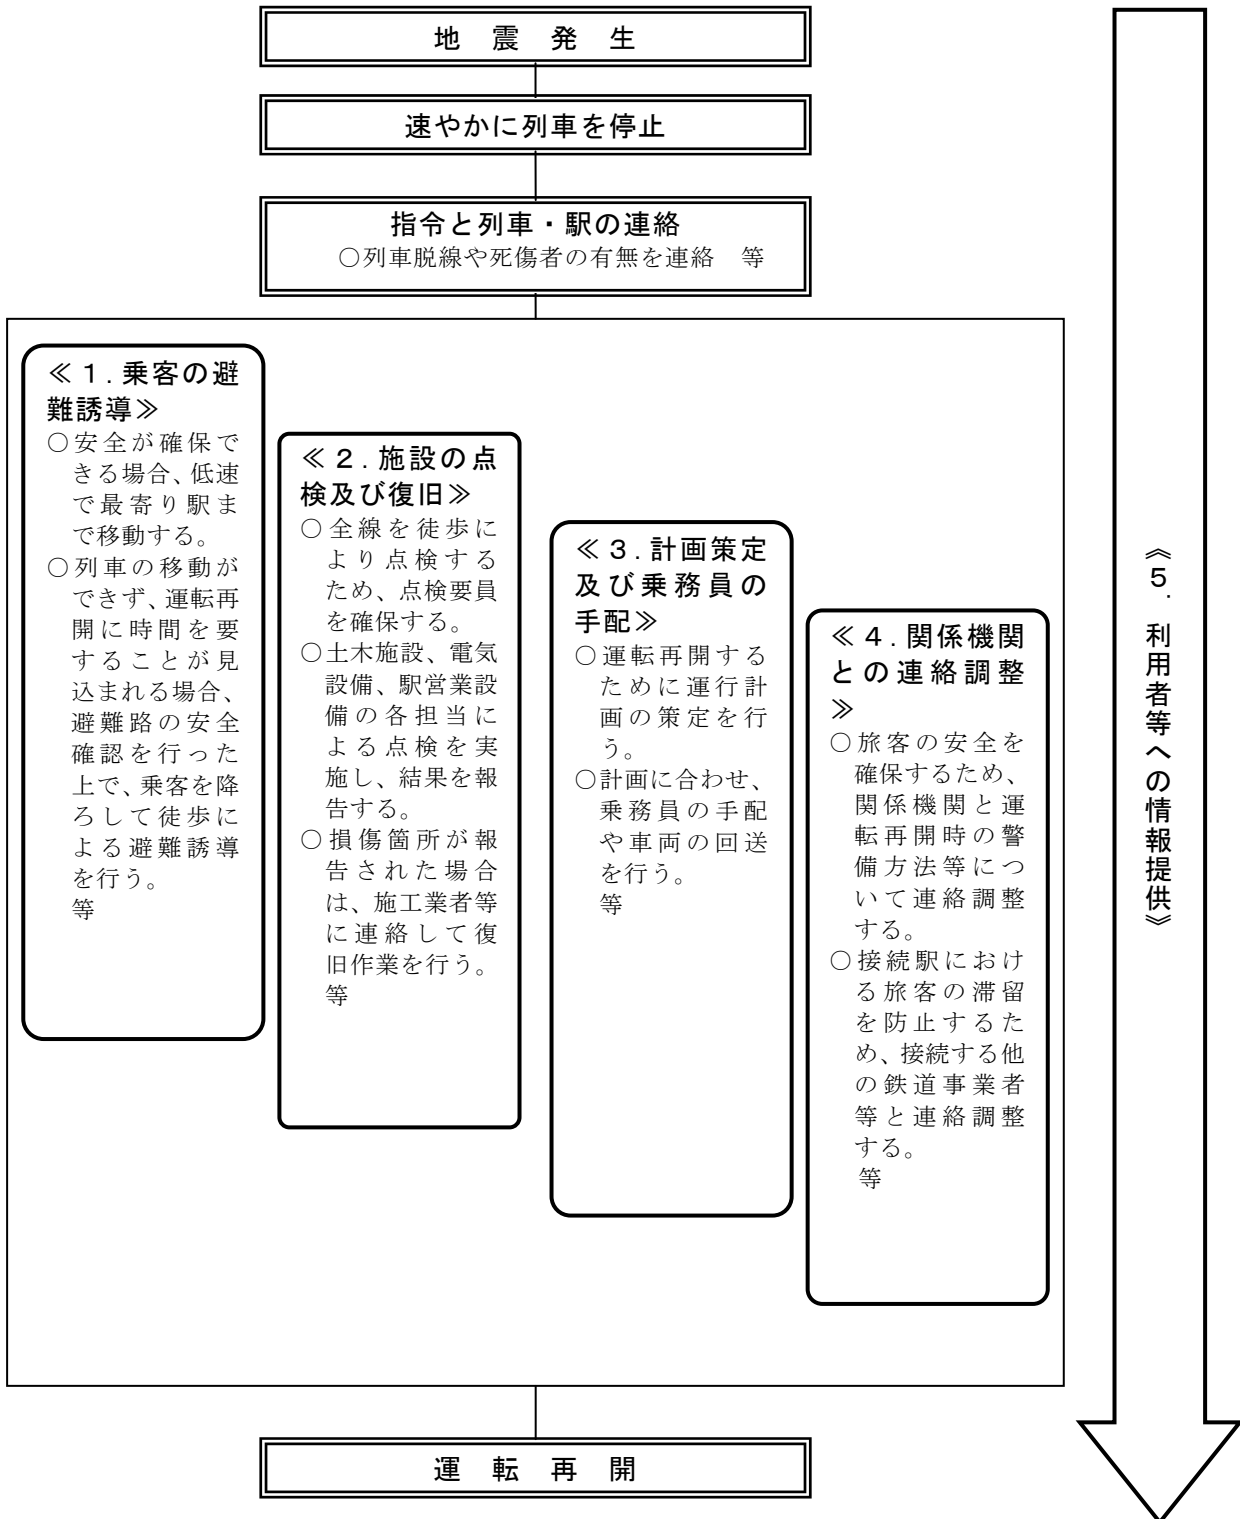 地　震　発　生
速やかに列車を停止
指令と列車・駅の連絡
○列車脱線や死傷者の有無を連絡　等
≪１.乗客の避
難誘導≫
○安全が確保で
きる場合、低速
で最寄り駅ま
で移動する。
○列車の移動が
できず、運転再
開に時間を要
することが見
込まれる場合、
避難路の安全
確認を行った
上で、乗客を降
ろして徒歩に
よる避難誘導
を行う。
等
≪２.施設の点
検及び復旧≫
○全線を徒歩に
より点検する
ため、点検要員
を確保する。
○土木施設、電気
設備、駅営業設
備の各担当に
よる点検を実
施し、結果を報
告する。
○損傷箇所が報
告された場合
は、施工業者等
に連絡して復
旧作業を行う。
等
≪３.計画策定
及び乗務員の
手配≫
○運転再開する
ために運行計
画の策定を行
う。
○計画に合わせ、
乗務員の手配
や車両の回送
を行う。
等
≪４.関係機関
との連絡調整
≫
○旅客の安全を
確保するため、
関係機関と運
転再開時の警
備方法等につ
いて連絡調整
する。
○接続駅におけ
る旅客の滞留
を防止するた
め、接続する他
の鉄道事業者
等と連絡調整
する。
等
≪５.利用者等への情報提供≫
運　転　再　開